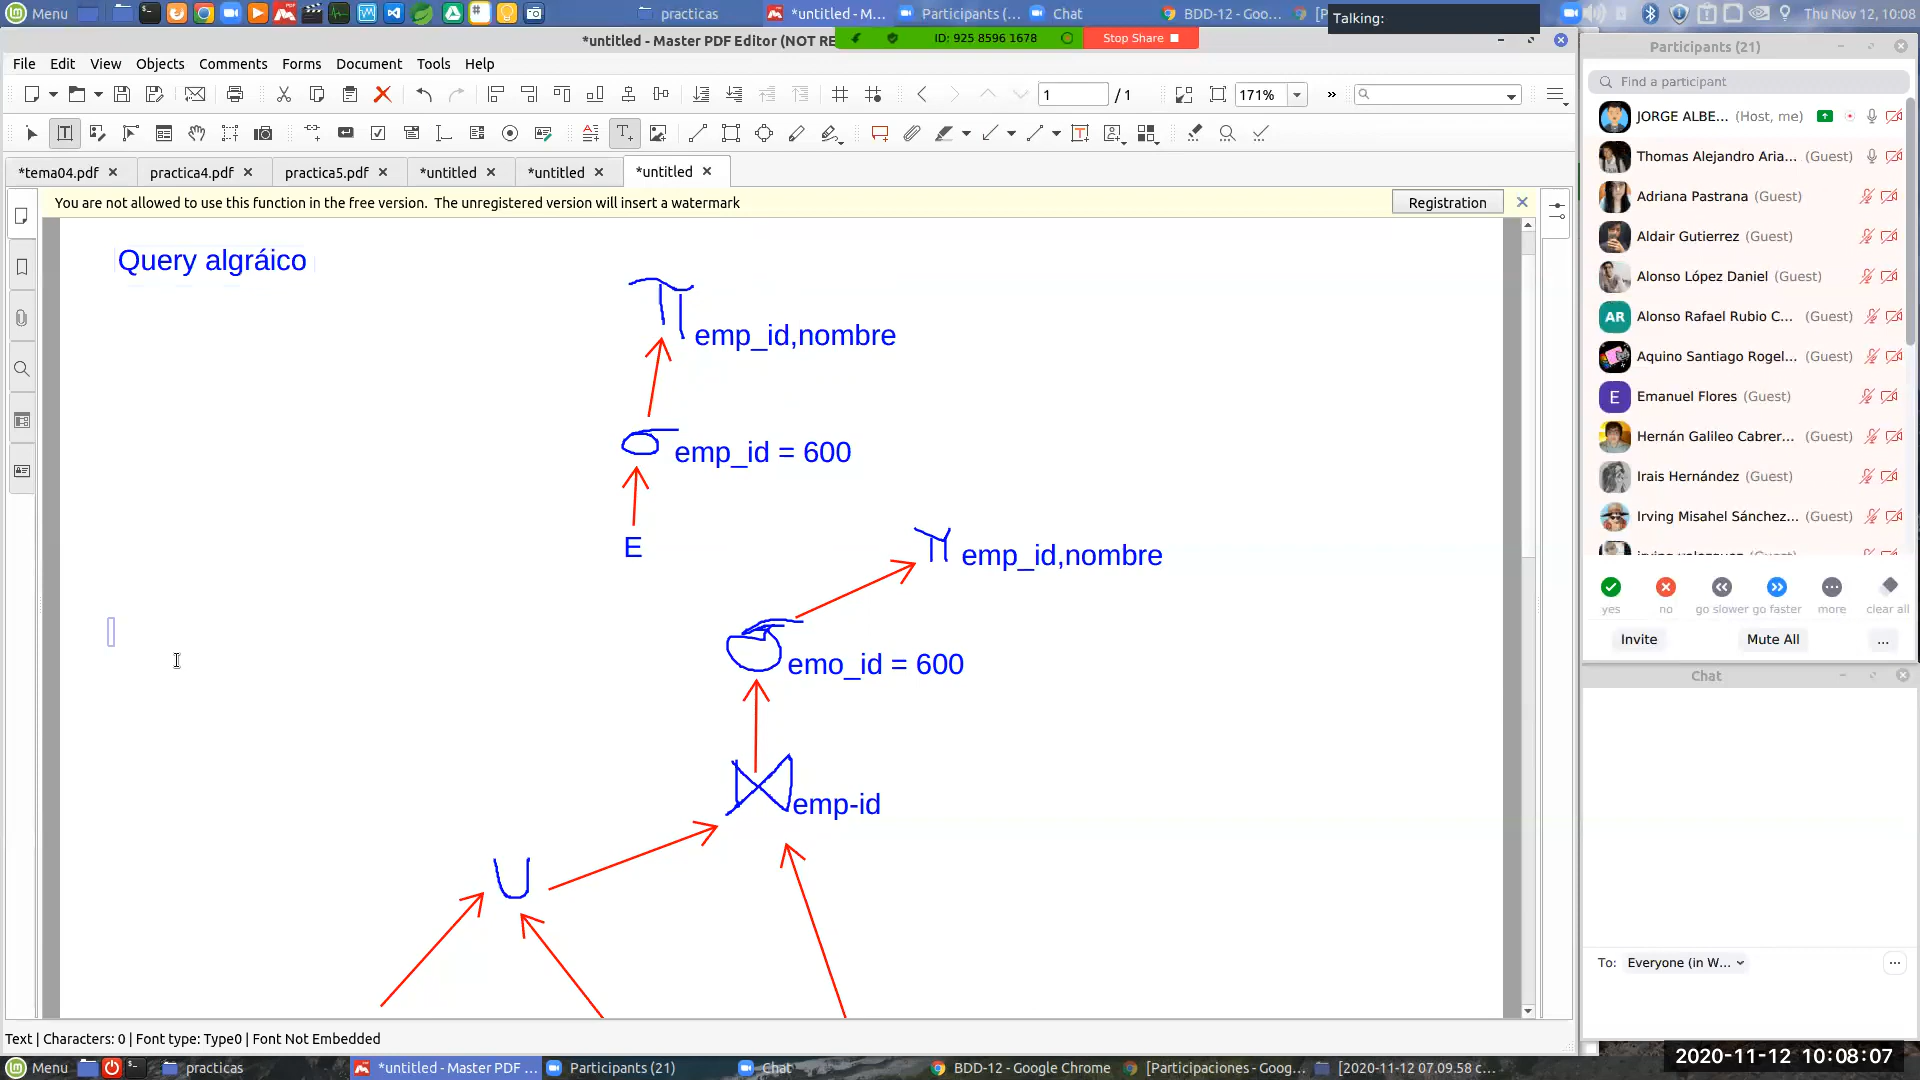 Menu
practicas
*untitled - M...
Participants (...
Chat
BDD-12 - Goo...
Talking:
Thu Nov 12, 10:08
*untitled - Master PDF Editor (NOT RE
ID: 925 8596 1678
Stop Share
Participants (21)
File Edit View Objects Comments Forms Document Tools Help
Find a participant
1 / 1
171%
»
JORGE ALBE... (Host, me)
Thomas Alejandro Aria... (Guest)
*tema04.pdf
practica4.pdf
practica5.pdf
*untitled
*untitled
*untitled
Adriana Pastrana (Guest)
You are not allowed to use this function in the free version. The unregistered version will insert a watermark
Registration
Aldair Gutierrez (Guest)
Query algráico
Alonso López Daniel (Guest)
π emp_id,nombre
AR Alonso Rafael Rubio C... (Guest)
Aquino Santiago Rogel... (Guest)
E Emanuel Flores (Guest)
σ emp_id = 600
Hernán Galileo Cabrer... (Guest)
Irais Hernández (Guest)
E
Irving Misahel Sánchez... (Guest)
π emp_id,nombre
yes no go slower go faster more clear all
Invite Mute All ...
σ emo_id = 600
Chat
⋈ emp-id
U
To: Everyone (in W...
Text | Characters: 0 | Font type: Type0 | Font Not Embedded
2020-11-12 10:08:07
Menu
practicas
*untitled - Master PDF ...
Participants (21)
Chat
BDD-12 - Google Chrome
[Participaciones - Goog...
[2020-11-12 07.09.58 c...